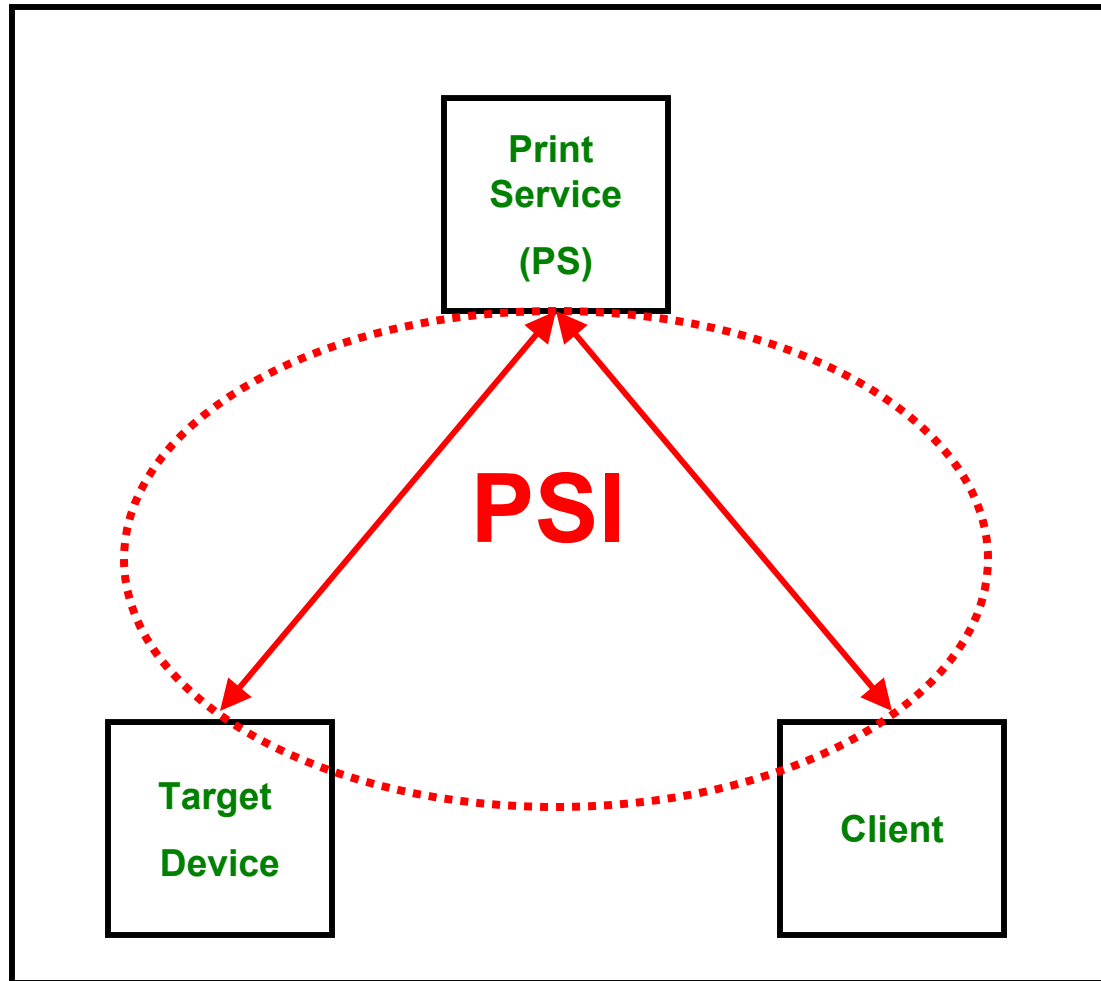 Print
Service
(PS)
PSI
Target
Device
Client